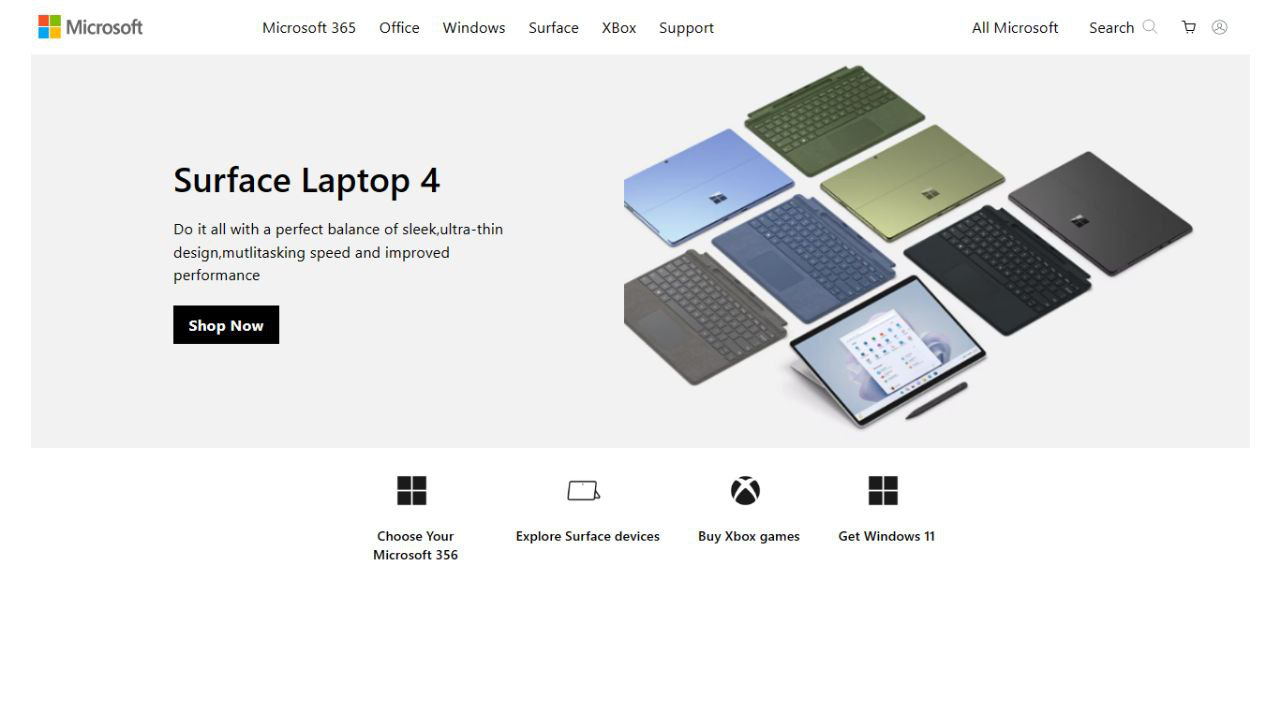 Microsoft
Microsoft 365 Office Windows Surface XBox Support
All Microsoft Search
Surface Laptop 4
Do it all with a perfect balance of sleek,ultra-thin
design,mutlitasking speed and improved
performance
Shop Now
Choose Your
Microsoft 356
Explore Surface devices
Buy Xbox games
Get Windows 11